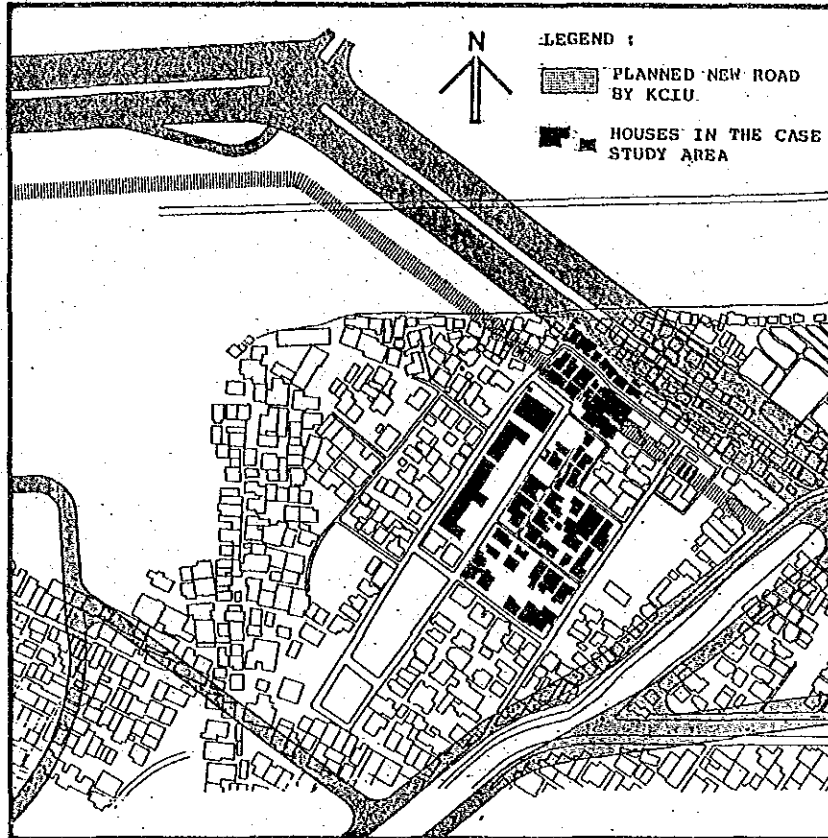 N
LEGEND :
PLANNED NEW ROAD
BY KCIU
HOUSES IN THE CASE
STUDY AREA